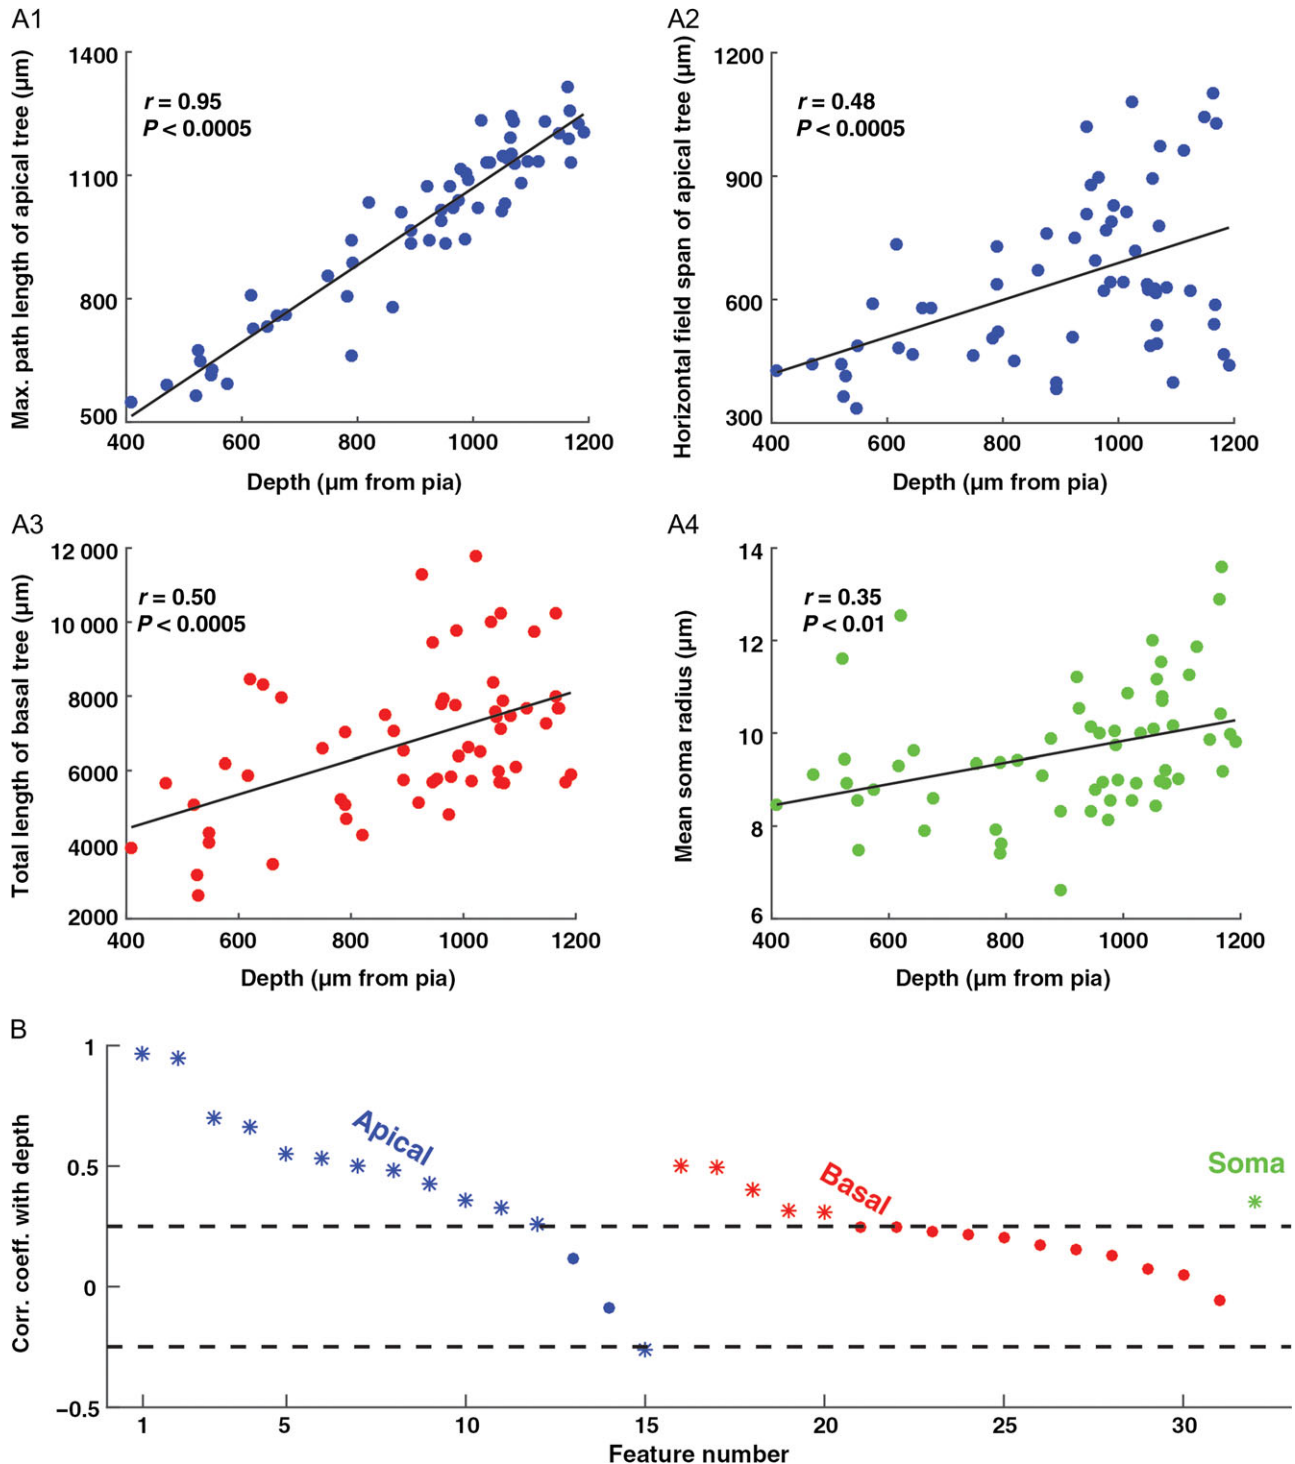 A1
Max. path length of apical tree (µm)
1400
1100
800
500
r = 0.95
P < 0.0005
400 600 800 1000 1200
Depth (µm from pia)
A2
Horizontal field span of apical tree (µm)
1200
900
600
300
r = 0.48
P < 0.0005
400 600 800 1000 1200
Depth (µm from pia)
A3
Total length of basal tree (µm)
12 000
10 000
8000
6000
4000
2000
r = 0.50
P < 0.0005
400 600 800 1000 1200
Depth (µm from pia)
A4
Mean soma radius (µm)
14
12
10
8
6
r = 0.35
P < 0.01
400 600 800 1000 1200
Depth (µm from pia)
B
Corr. coeff. with depth
1
0.5
0
−0.5
Apical
Basal
Soma
1 5 10 15 20 25 30
Feature number